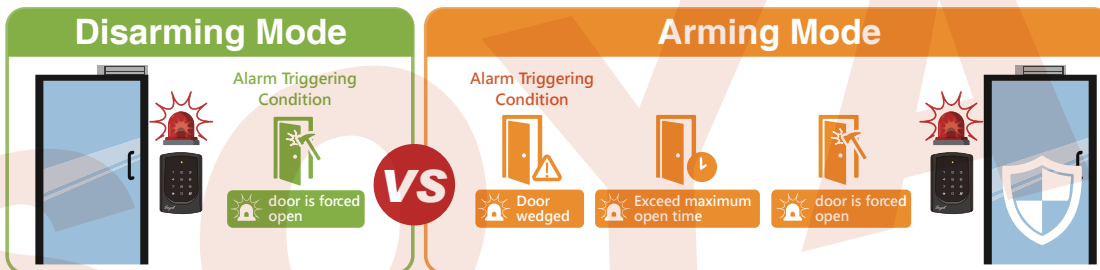 Disarming Mode
Alarm Triggering
Condition
door is forced
open
VS
Arming Mode
Alarm Triggering
Condition
Door
wedged
Exceed maximum
open time
door is forced
open
SOYA